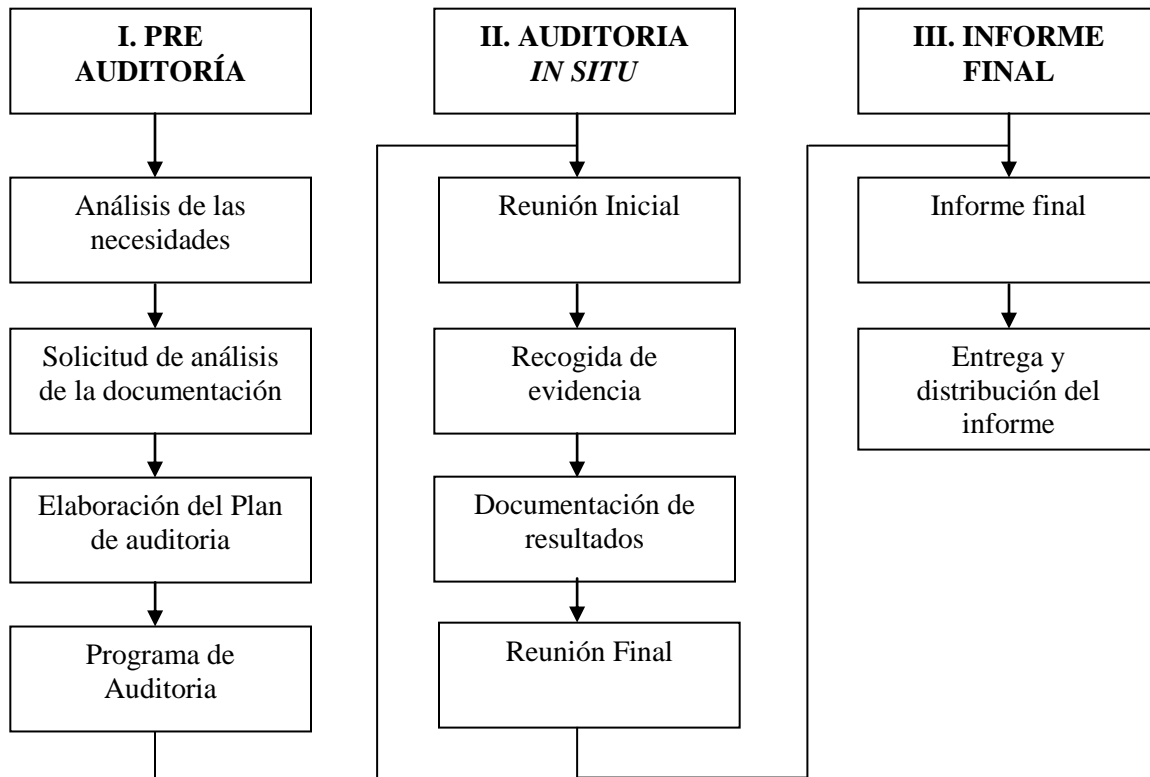 I. PRE
AUDITORÍA
Análisis de las
necesidades
Solicitud de análisis
de la documentación
Elaboración del Plan
de auditoria
Programa de
Auditoria
II. AUDITORIA
IN SITU
Reunión Inicial
Recogida de
evidencia
Documentación de
resultados
Reunión Final
III. INFORME
FINAL
Informe final
Entrega y
distribución del
informe